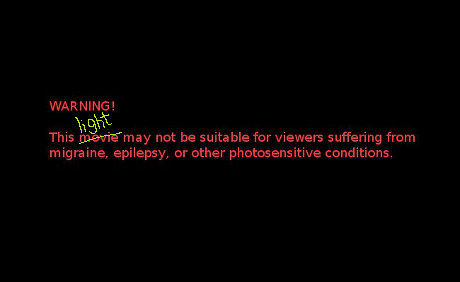 WARNING!
light
This movie may not be suitable for viewers suffering from
migraine, epilepsy, or other photosensitive conditions.